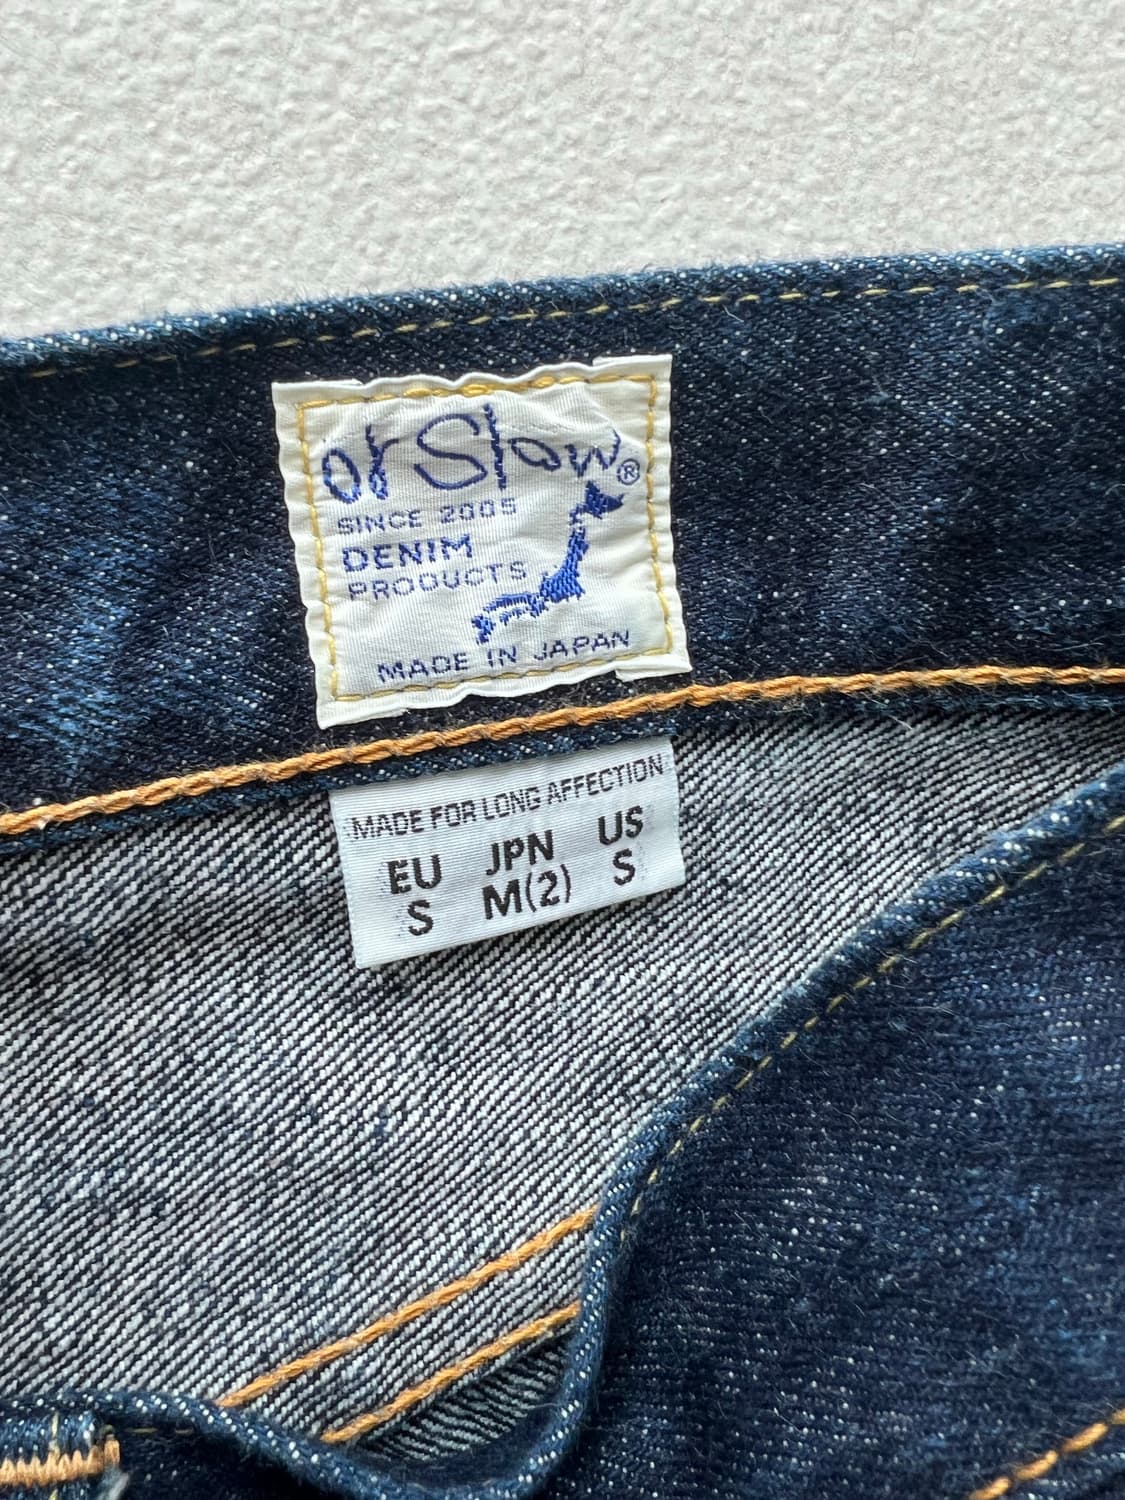 orSlow®
SINCE 2005
DENIM
PRODUCTS
MADE IN JAPAN
MADE FOR LONG AFFECTION
EU JPN US
S M(2) S